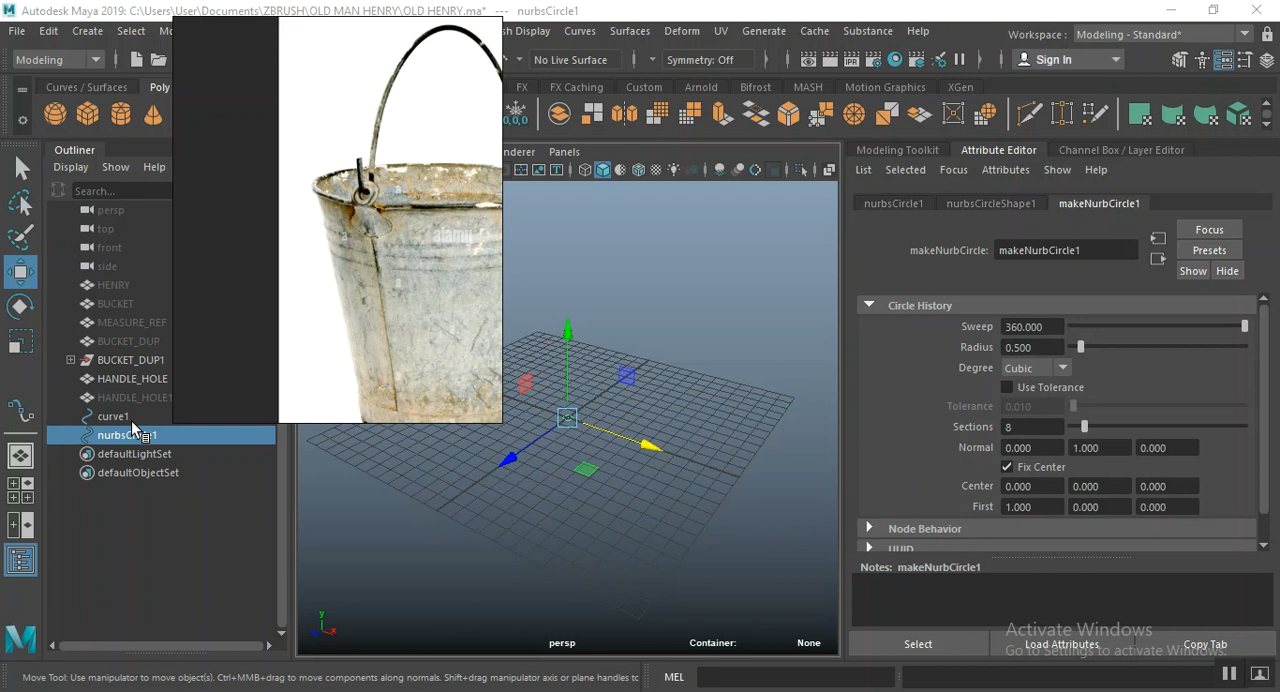 Autodesk Maya 2019: C:\Users\User\Documents\ZBRUSH\OLD MAN HENRY\OLD HENRY.ma* --- nurbsCircle1
File Edit Create Select
Display Curves Surfaces Deform UV Generate Cache Substance Help
Workspace : Modeling - Standard*
Modeling
No Live Surface
Symmetry: Off
Sign In
Curves / Surfaces
FX FX Caching Custom Arnold Bifrost MASH Motion Graphics XGen
Outliner
Panels
Modeling Toolkit Attribute Editor Channel Box / Layer Editor
Display Show Help
List Selected Focus Attributes Show Help
Search...
persp
top
front
side
HENRY
BUCKET
MEASURE_REF
BUCKET_DUP
BUCKET_DUP1
HANDLE_HOLE
HANDLE_HOLE1
curve1
defaultLightSet
defaultObjectSet
alamy
nurbsCircle1 nurbsCircleShape1 makeNurbCircle1
makeNurbCircle: makeNurbCircle1
Focus
Presets
Show Hide
Circle History
Sweep 360.000
Radius 0.500
Degree Cubic
Use Tolerance
Tolerance 0.010
Sections 8
Normal 0.000 1.000 0.000
Fix Center
Center 0.000 0.000 0.000
First 1.000 0.000 0.000
Node Behavior
UUID
Notes: makeNurbCircle1
persp Container: None
Activate Windows
Go to Settings to activate Windows.
Select Load Attributes Copy Tab
Move Tool: Use manipulator to move object(s). Ctrl+MMB+drag to move components along normals. Shift+drag manipulator axis or plane handles to
MEL